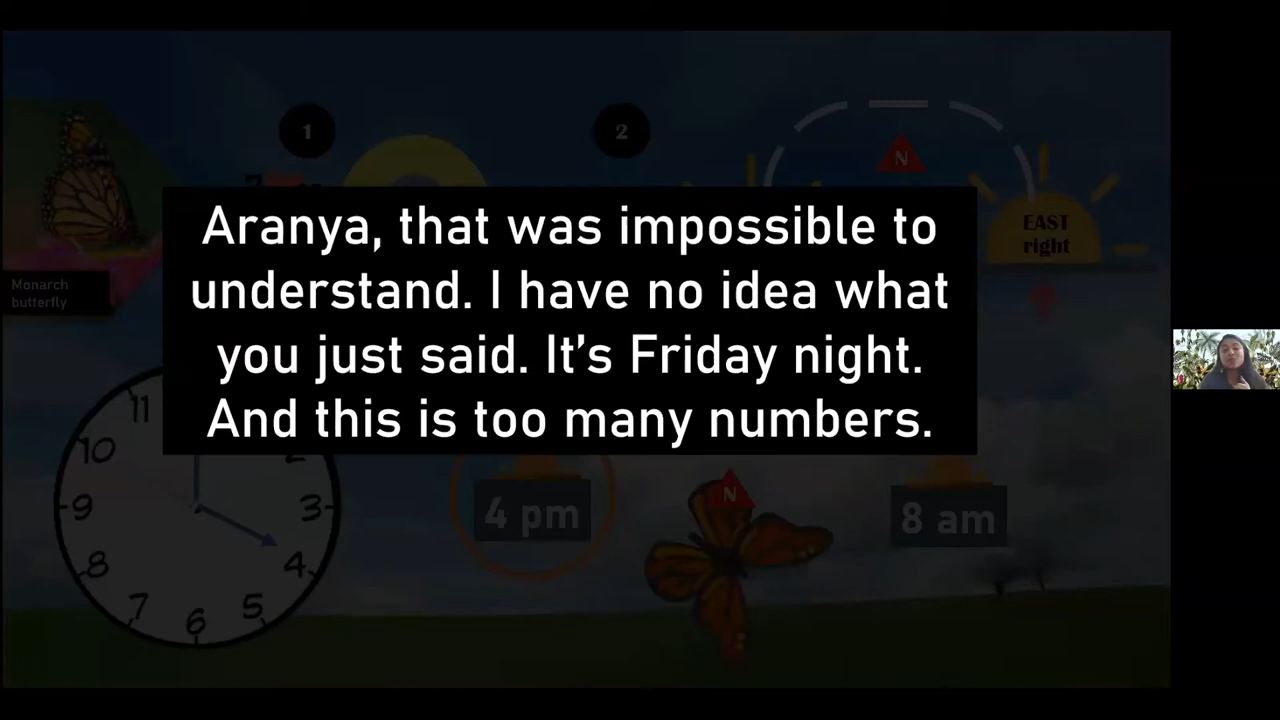 1
2
N
EAST
right
Aranya, that was impossible to
understand. I have no idea what
you just said. It’s Friday night.
And this is too many numbers.
Monarch
butterfly
11
10
9
8
7
6
5
4
3
N
4 pm
8 am